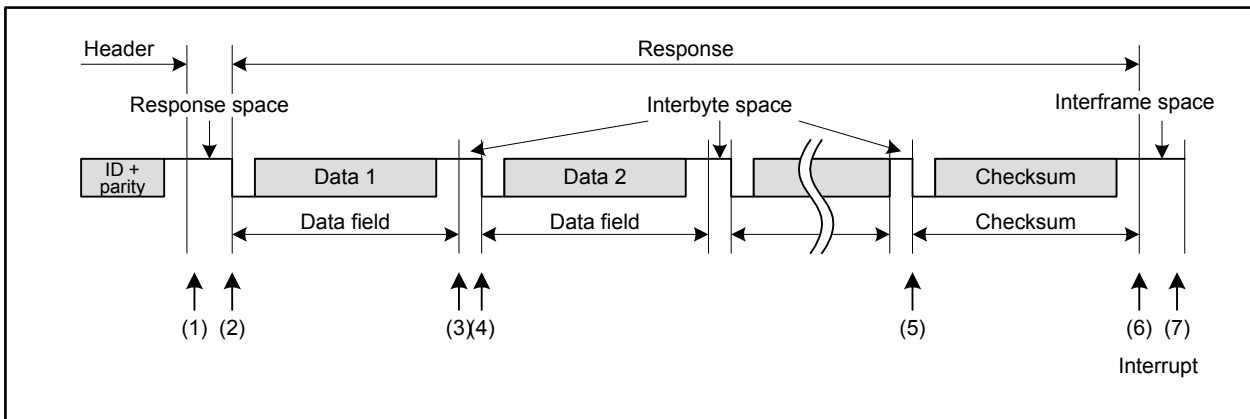 Header
Response
Response space
Interbyte space
Interframe space
ID +
parity
Data 1
Data 2
Checksum
Data field
Data field
Checksum
(1)
(2)
(3)
(4)
(5)
(6)
(7)
Interrupt